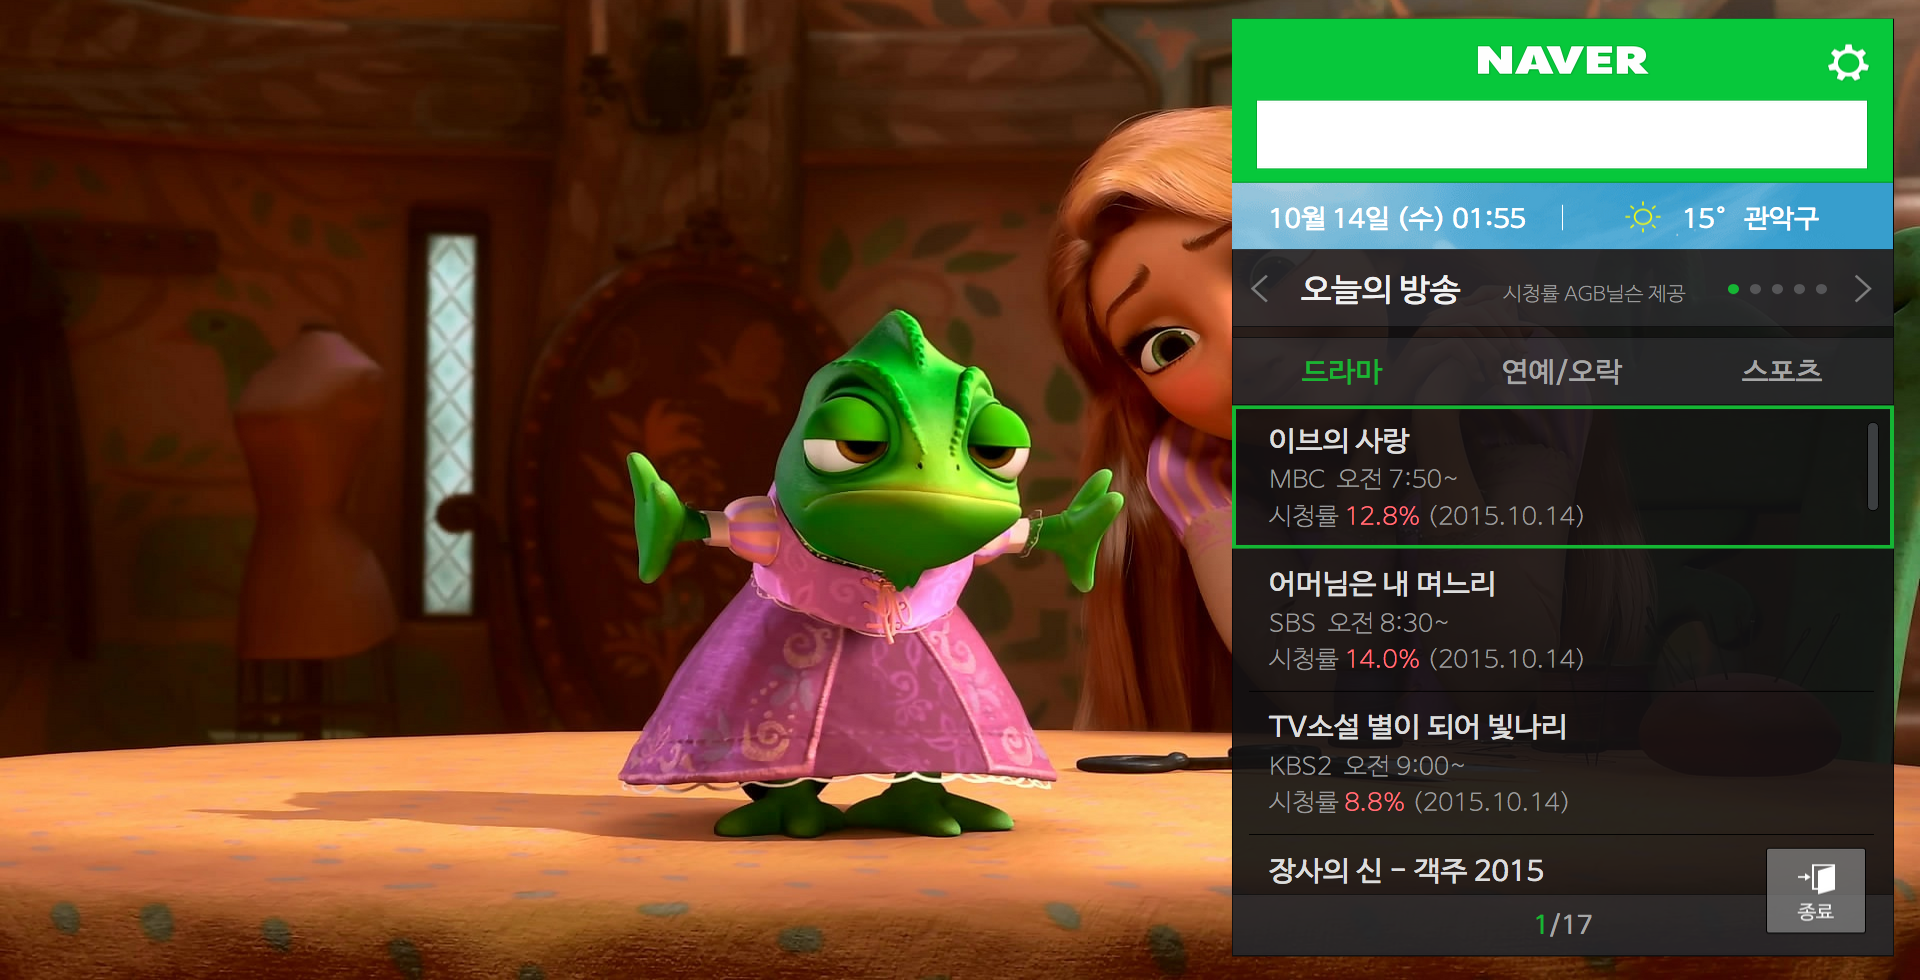 NAVER
10월 14일 (수) 01:55
15° 관악구
오늘의 방송 시청률 AGB닐슨 제공
드라마 연예/오락 스포츠
이브의 사랑
MBC 오전 7:50~
시청률 12.8% (2015.10.14)
어머님은 내 며느리
SBS 오전 8:30~
시청률 14.0% (2015.10.14)
TV소설 별이 되어 빛나리
KBS2 오전 9:00~
시청률 8.8% (2015.10.14)
장사의 신 - 객주 2015
1/17
종료